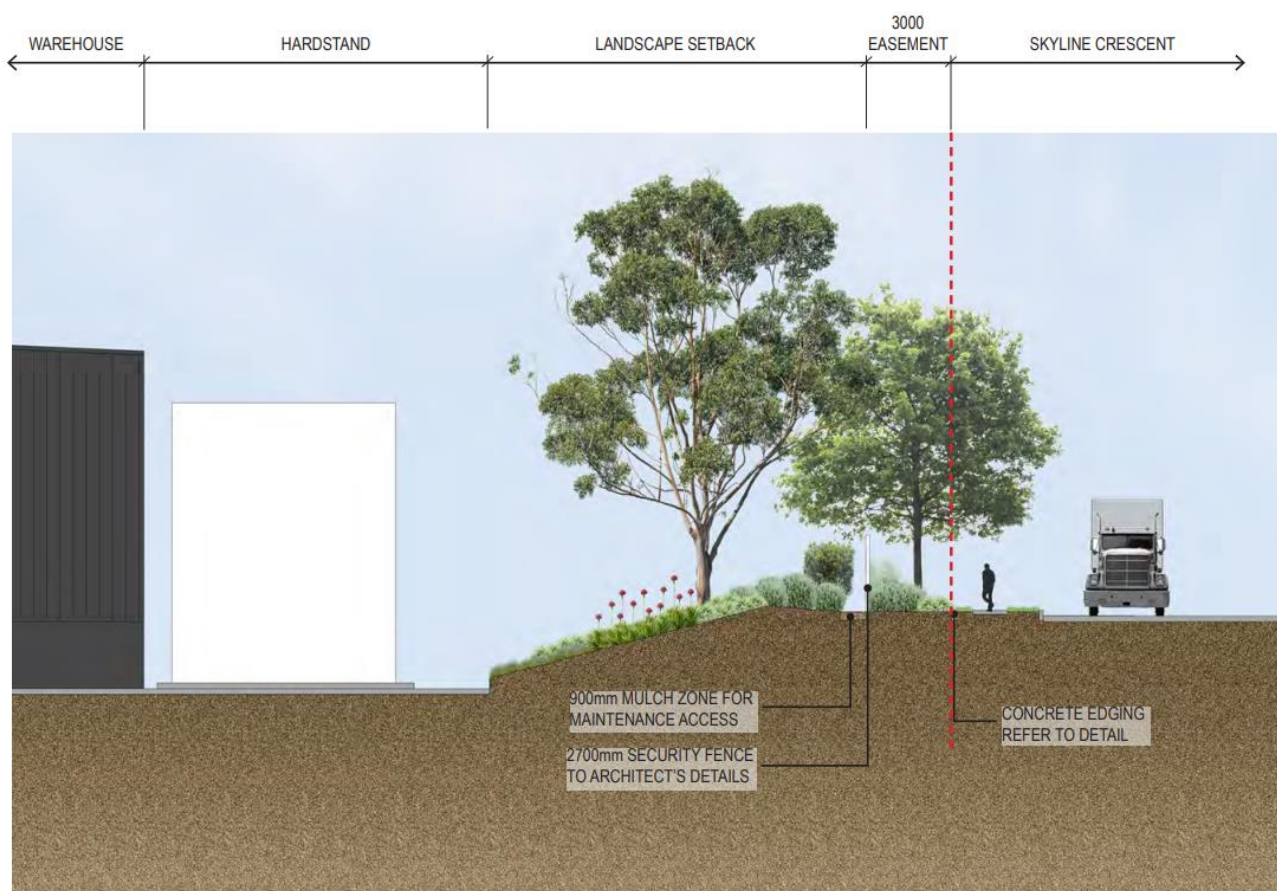 WAREHOUSE
HARDSTAND
LANDSCAPE SETBACK
3000
EASEMENT
SKYLINE CRESCENT
900mm MULCH ZONE FOR
MAINTENANCE ACCESS
2700mm SECURITY FENCE
TO ARCHITECT'S DETAILS
CONCRETE EDGING
REFER TO DETAIL